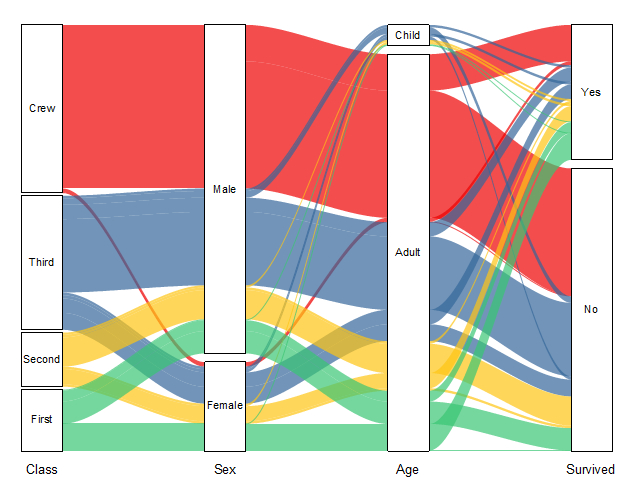 Crew
Third
Second
First
Male
Female
Child
Adult
Yes
No
Class
Sex
Age
Survived